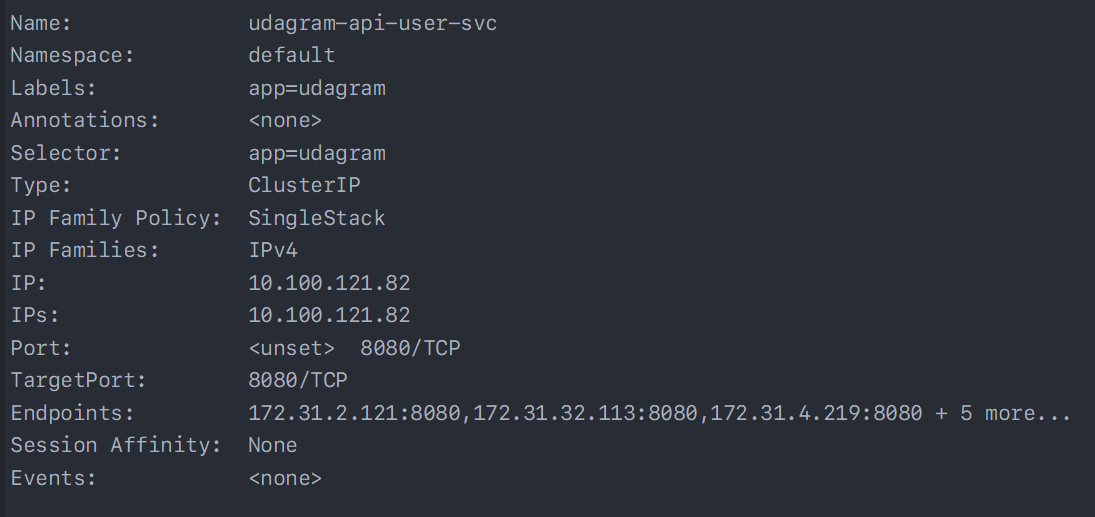 Name:              udagram-api-user-svc
Namespace:         default
Labels:            app=udagram
Annotations:       <none>
Selector:          app=udagram
Type:              ClusterIP
IP Family Policy:  SingleStack
IP Families:       IPv4
IP:                10.100.121.82
IPs:               10.100.121.82
Port:              <unset>  8080/TCP
TargetPort:        8080/TCP
Endpoints:         172.31.2.121:8080,172.31.32.113:8080,172.31.4.219:8080 + 5 more...
Session Affinity:  None
Events:            <none>